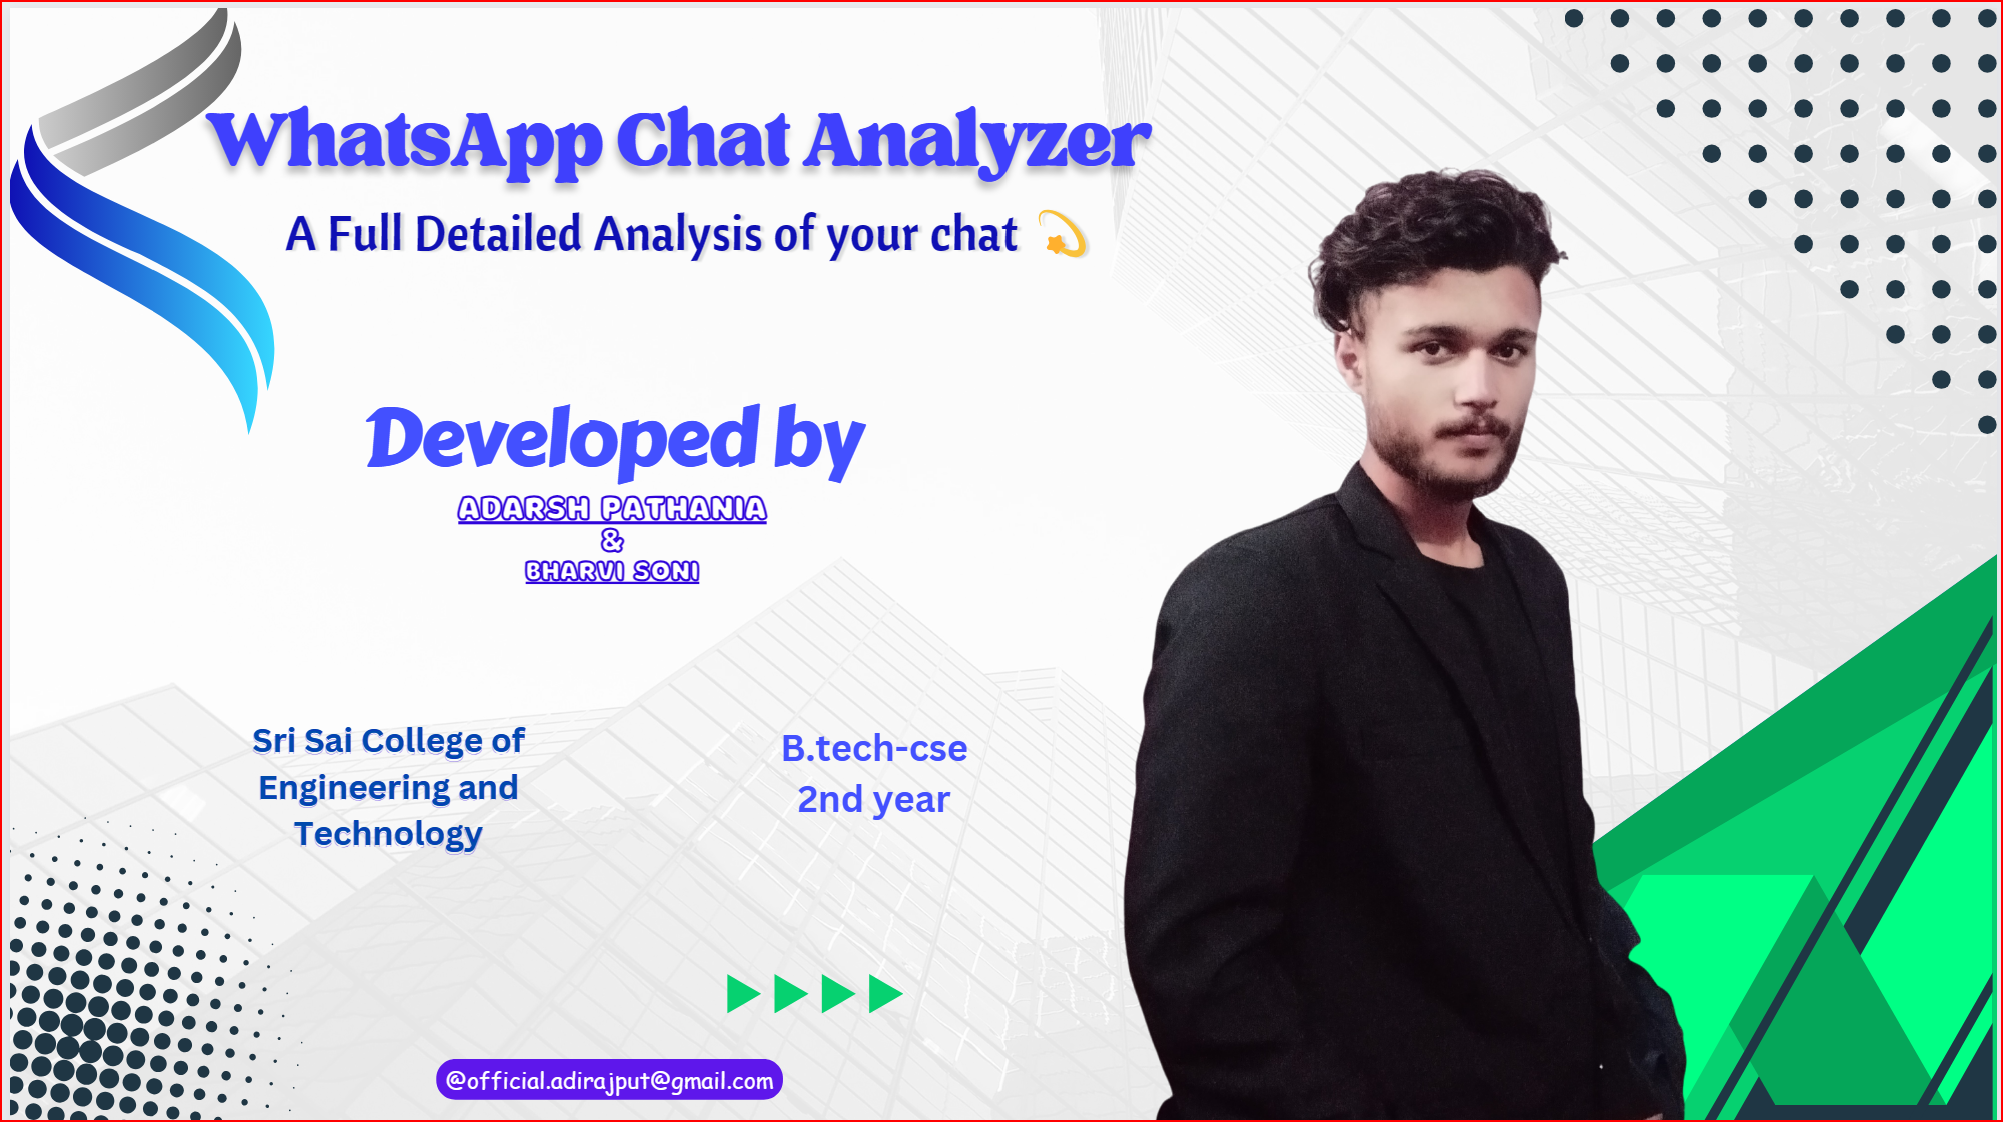 WhatsApp Chat Analyzer
A Full Detailed Analysis of your chat 💫
Developed by
ADARSH PATHANIA
&
BHARVI SONI
Sri Sai College of
Engineering and
Technology
B.tech-cse
2nd year
@official.adirajput@gmail.com